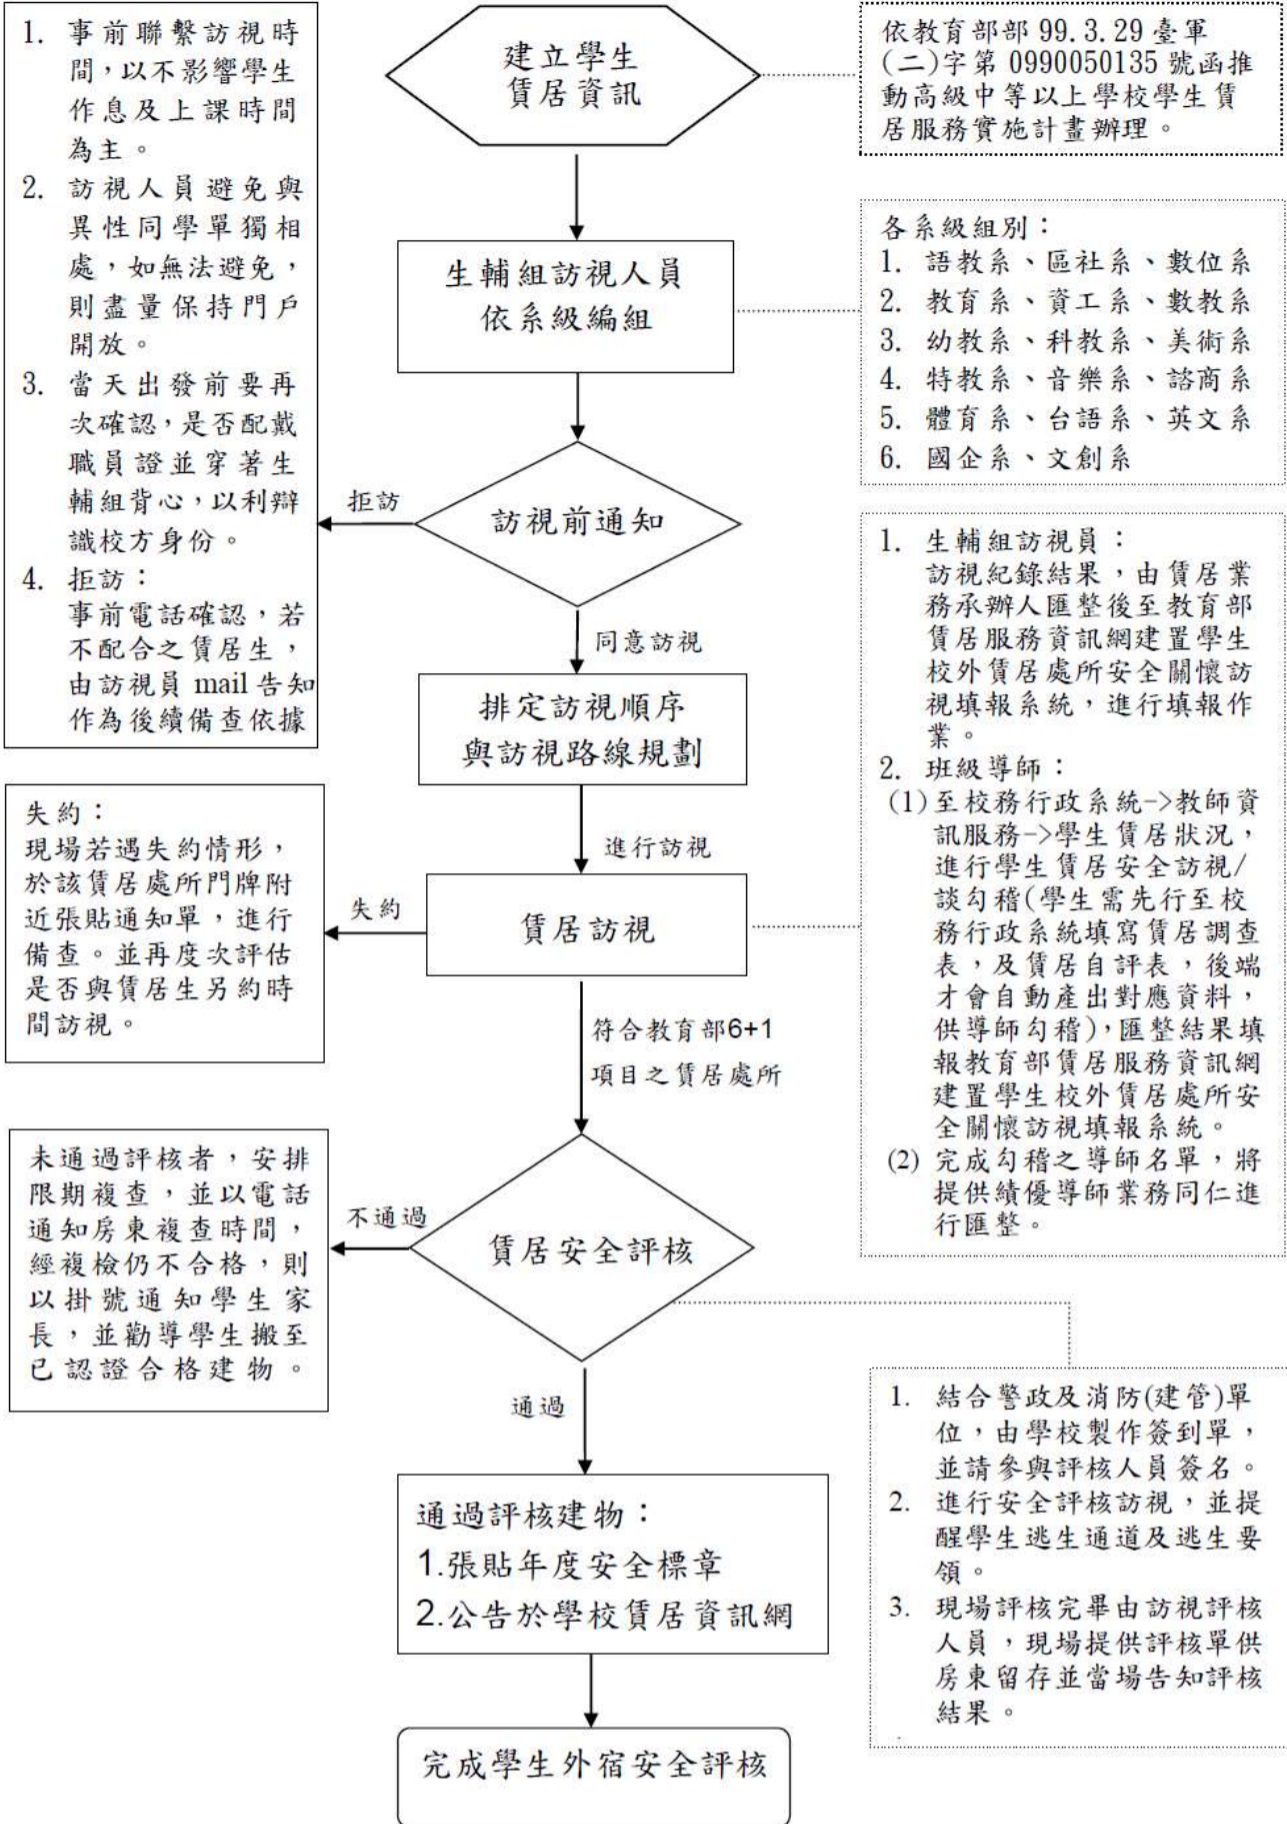 建立學生
賃居資訊
依教育部部 99.3.29 臺軍
(二)字第 0990050135 號函推
動高級中等以上學校學生賃
居服務實施計畫辦理。
1. 事前聯繫訪視時
間，以不影響學生
作息及上課時間
為主。
2. 訪視人員避免與
異性同學單獨相
處，如無法避免，
則盡量保持門戶
開放。
3. 當天出發前要再
次確認，是否配戴
職員證並穿著生
輔組背心，以利辯
識校方身份。
4. 拒訪：
事前電話確認，若
不配合之賃居生，
由訪視員 mail 告知
作為後續備查依據
生輔組訪視人員
依系級編組
各系級組別：
1. 語教系、區社系、數位系
2. 教育系、資工系、數教系
3. 幼教系、科教系、美術系
4. 特教系、音樂系、諮商系
5. 體育系、台語系、英文系
6. 國企系、文創系
拒訪
訪視前通知
同意訪視
排定訪視順序
與訪視路線規劃
進行訪視
1. 生輔組訪視員：
訪視紀錄結果，由賃居業
務承辦人匯整後至教育部
賃居服務資訊網建置學生
校外賃居處所安全關懷訪
視填報系統，進行填報作
業。
2. 班級導師：
(1)至校務行政系統->教師資
訊服務->學生賃居狀況，
進行學生賃居安全訪視/
談勾稽(學生需先行至校
務行政系統填寫賃居調查
表，及賃居自評表，後端
才會自動產出對應資料，
供導師勾稽)，匯整結果填
報教育部賃居服務資訊網
建置學生校外賃居處所安
全關懷訪視填報系統。
(2) 完成勾稽之導師名單，將
提供績優導師業務同仁進
行匯整。
失約：
現場若遇失約情形，
於該賃居處所門牌附
近張貼通知單，進行
備查。並再度次評估
是否與賃居生另約時
間訪視。
失約
賃居訪視
符合教育部6+1
項目之賃居處所
未通過評核者，安排
限期複查，並以電話
通知房東複查時間，
經複檢仍不合格，則
以掛號通知學生家
長，並勸導學生搬至
已認證合格建物。
不通過
賃居安全評核
通過
1. 結合警政及消防(建管)單
位，由學校製作簽到單，
並請參與評核人員簽名。
2. 進行安全評核訪視，並提
醒學生逃生通道及逃生要
領。
3. 現場評核完畢由訪視評核
人員，現場提供評核單供
房東留存並當場告知評核
結果。
通過評核建物：
1.張貼年度安全標章
2.公告於學校賃居資訊網
完成學生外宿安全評核